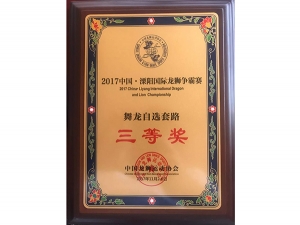 2017中国·溧阳国际龙狮争霸赛
2017 China· Liyang International Dragon
and Lion Championship
舞龙自选套路
三等奖
中国龙狮运动协会